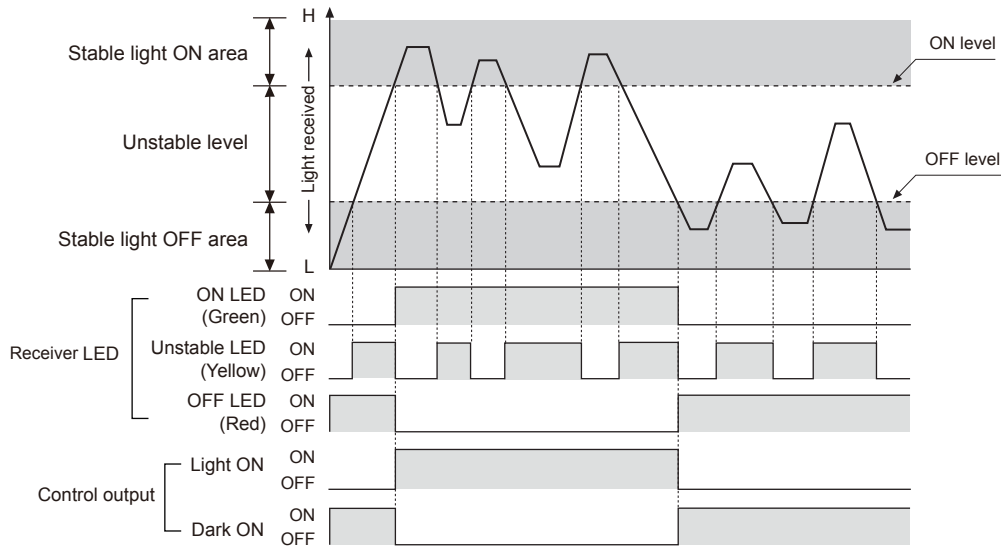 H
Stable light ON area
ON level
Unstable level
Light received
OFF level
Stable light OFF area
L
Receiver LED
ON LED
(Green)
ON
OFF
Unstable LED
(Yellow)
ON
OFF
OFF LED
(Red)
ON
OFF
Control output
Light ON
ON
OFF
Dark ON
ON
OFF